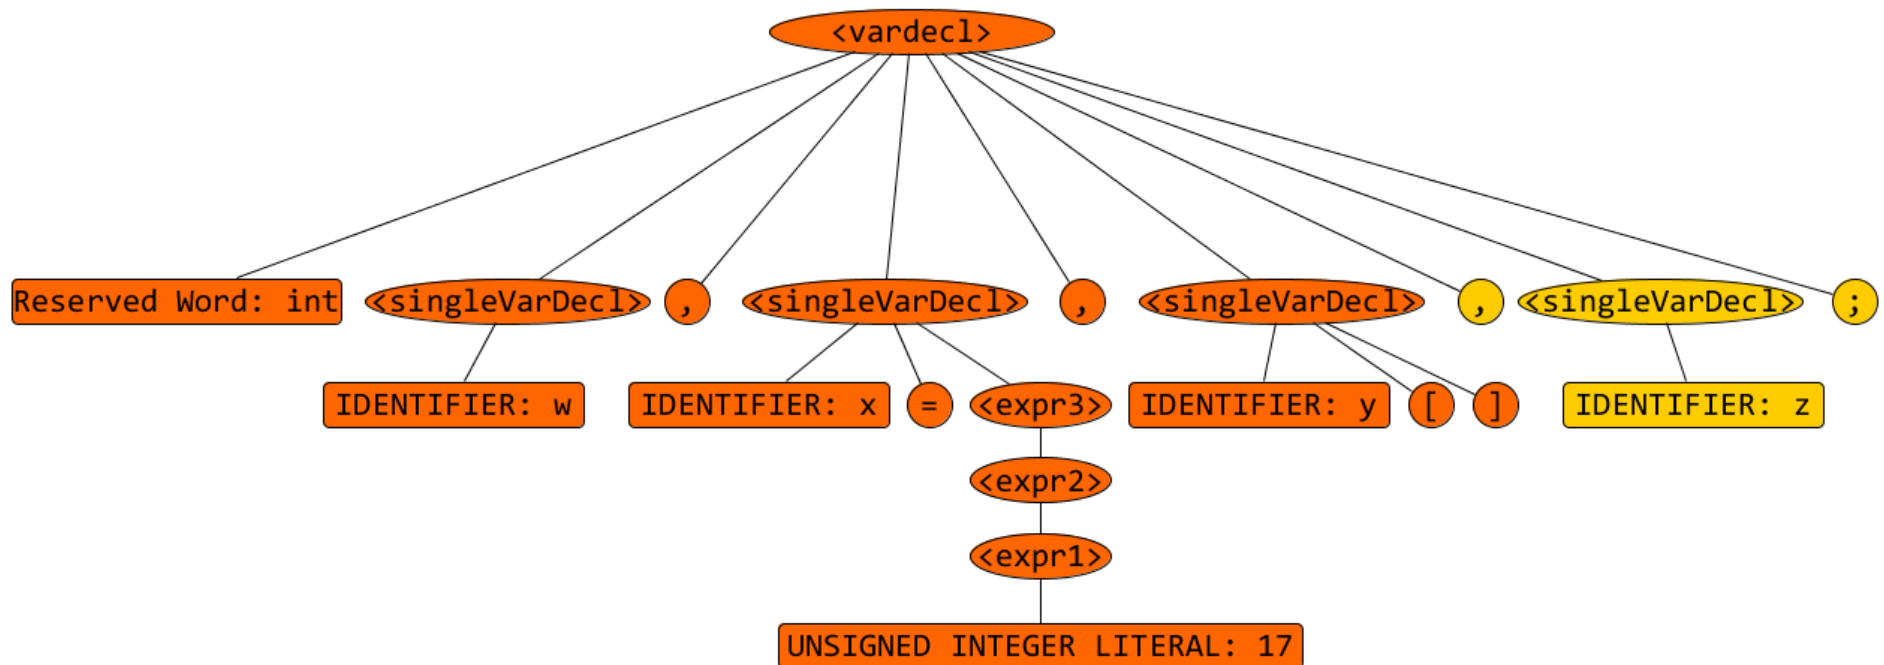 <vardecl>
Reserved Word: int <singleVarDecl> , <singleVarDecl> , <singleVarDecl> , <singleVarDecl> ;
IDENTIFIER: w IDENTIFIER: x = <expr3> IDENTIFIER: y [ ] IDENTIFIER: z
<expr2>
<expr1>
UNSIGNED INTEGER LITERAL: 17